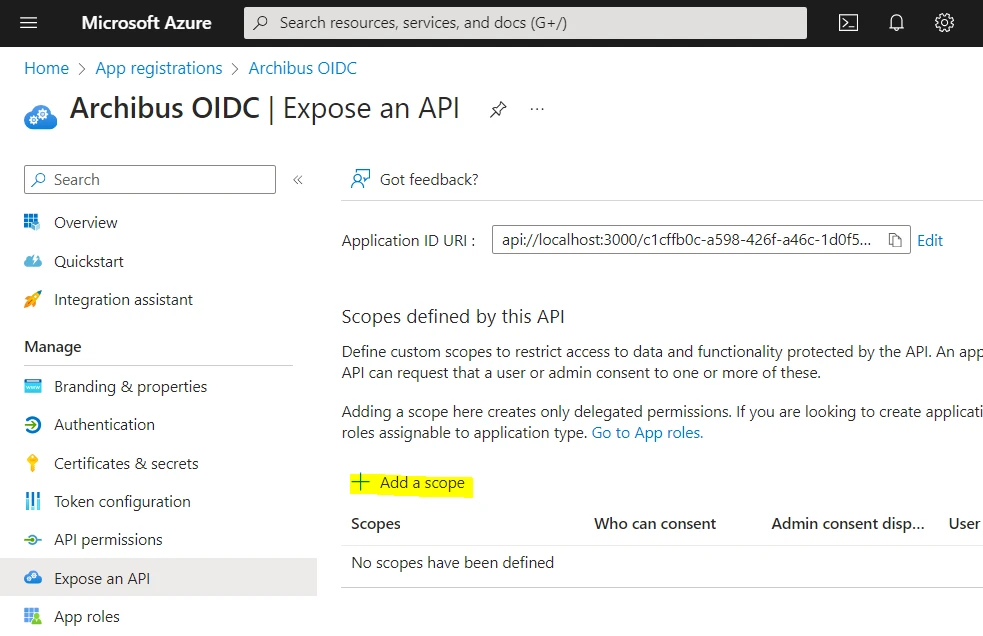 Microsoft Azure
Search resources, services, and docs (G+/)
Home > App registrations > Archibus OIDC
Archibus OIDC | Expose an API
Search
Got feedback?
Overview
Quickstart
Integration assistant
Manage
Branding & properties
Authentication
Certificates & secrets
Token configuration
API permissions
Expose an API
App roles
Application ID URI :
api://localhost:3000/c1cffb0c-a598-426f-a46c-1d0f5...
Edit
Scopes defined by this API
Define custom scopes to restrict access to data and functionality protected by the API. An app
API can request that a user or admin consent to one or more of these.
Adding a scope here creates only delegated permissions. If you are looking to create applicati
roles assignable to application type. Go to App roles.
Add a scope
Scopes Who can consent Admin consent disp... User
No scopes have been defined